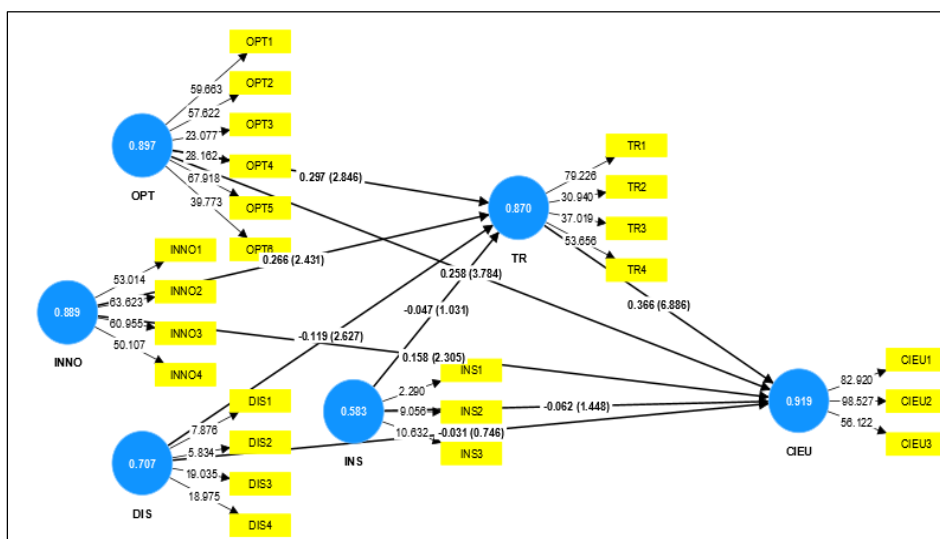 OPT1
OPT2
59.663
57.622
OPT3
23.077
0.897
28.162
OPT4
67.918
0.297 (2.846)
OPT
39.773
OPT5
OPT6
TR1
79.226
TR2
30.940
0.870
37.019
TR3
53.656
TR
TR4
INNO1
53.014
0.266 (2.431)
INNO2
63.623
0.258 (3.784)
0.889
60.955
INNO3
50.107
-0.047 (1.031)
0.366 (6.886)
-0.119 (2.627)
INNO
INNO4
0.158 (2.305)
INS1
CIEU1
2.290
82.920
DIS1
7.876
0.583
9.056
INS2
-0.062 (1.448)
0.919
98.527
CIEU2
10.632
-0.031 (0.746)
56.122
DIS2
5.834
INS
INS3
CIEU
CIEU3
0.707
19.035
DIS3
18.975
DIS
DIS4